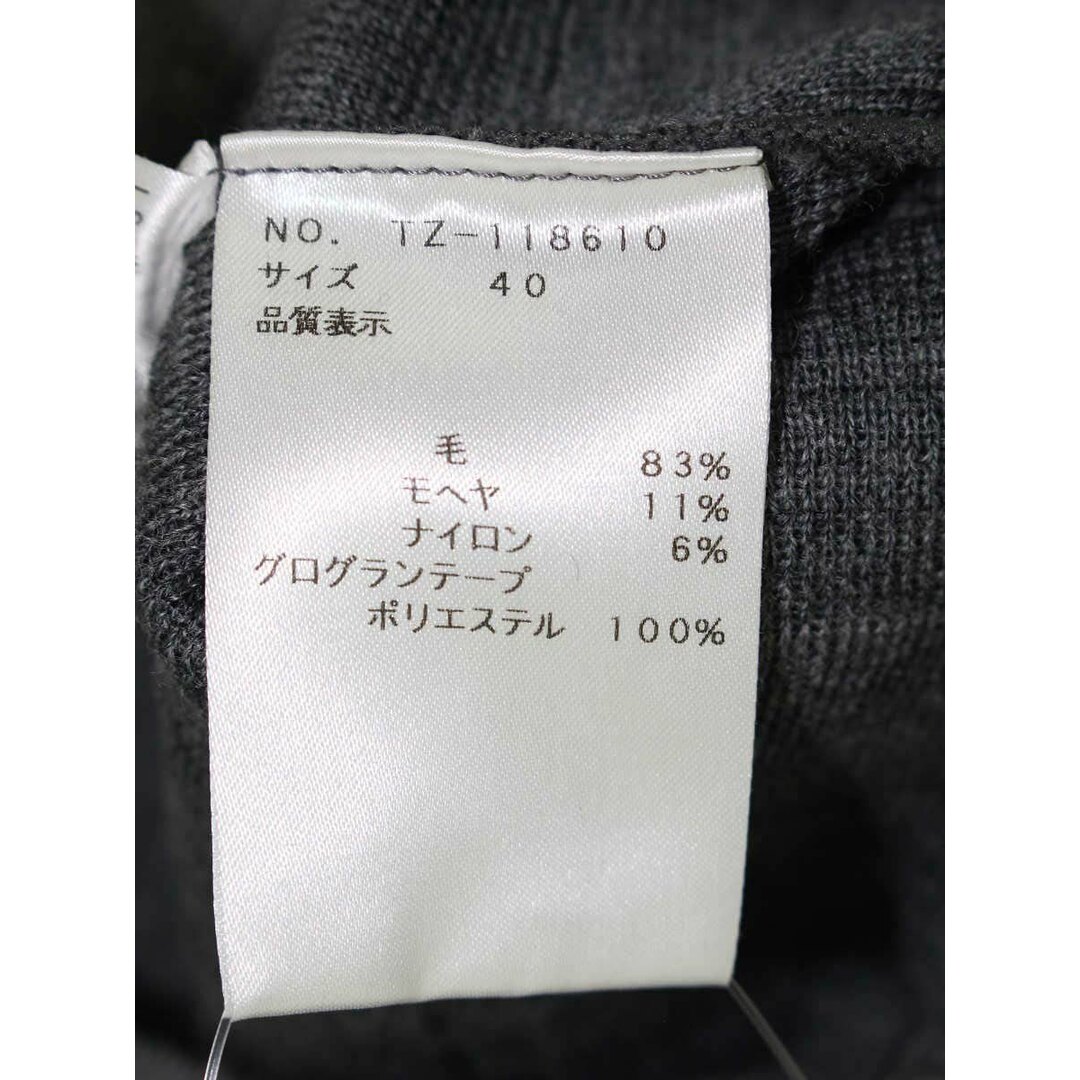 NO. TZ-118610
サイズ 40
品質表示
毛 83%
モヘヤ 11%
ナイロン 6%
グログランテープ
ポリエステル 100%